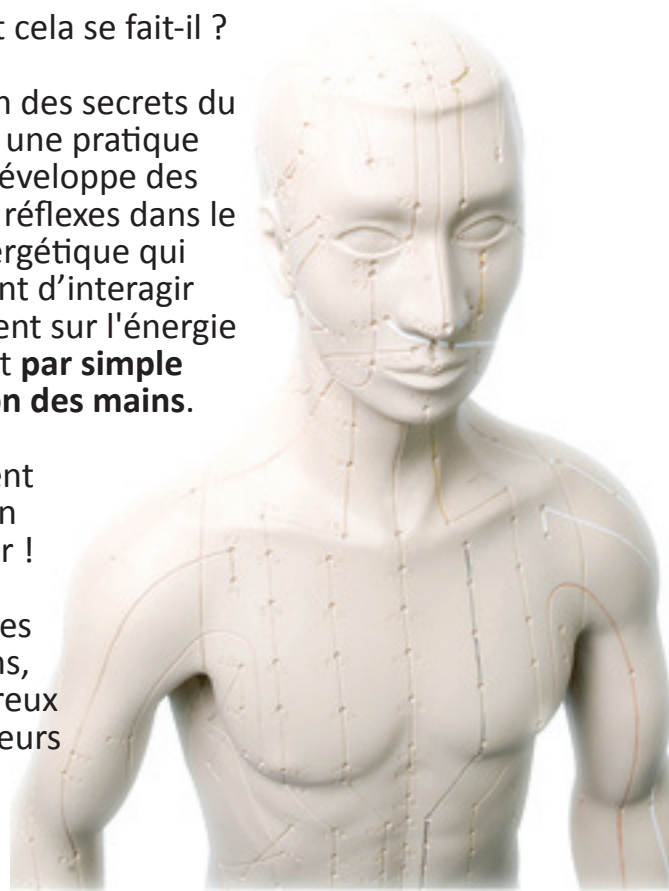 t cela se fait-il ?
n des secrets du
une pratique
éveloppe des
réflexes dans le
ergétique qui
nt d’interagir
ent sur l'énergie
t par simple
on des mains.
ent
n
r !
es
ns,
reux
eurs